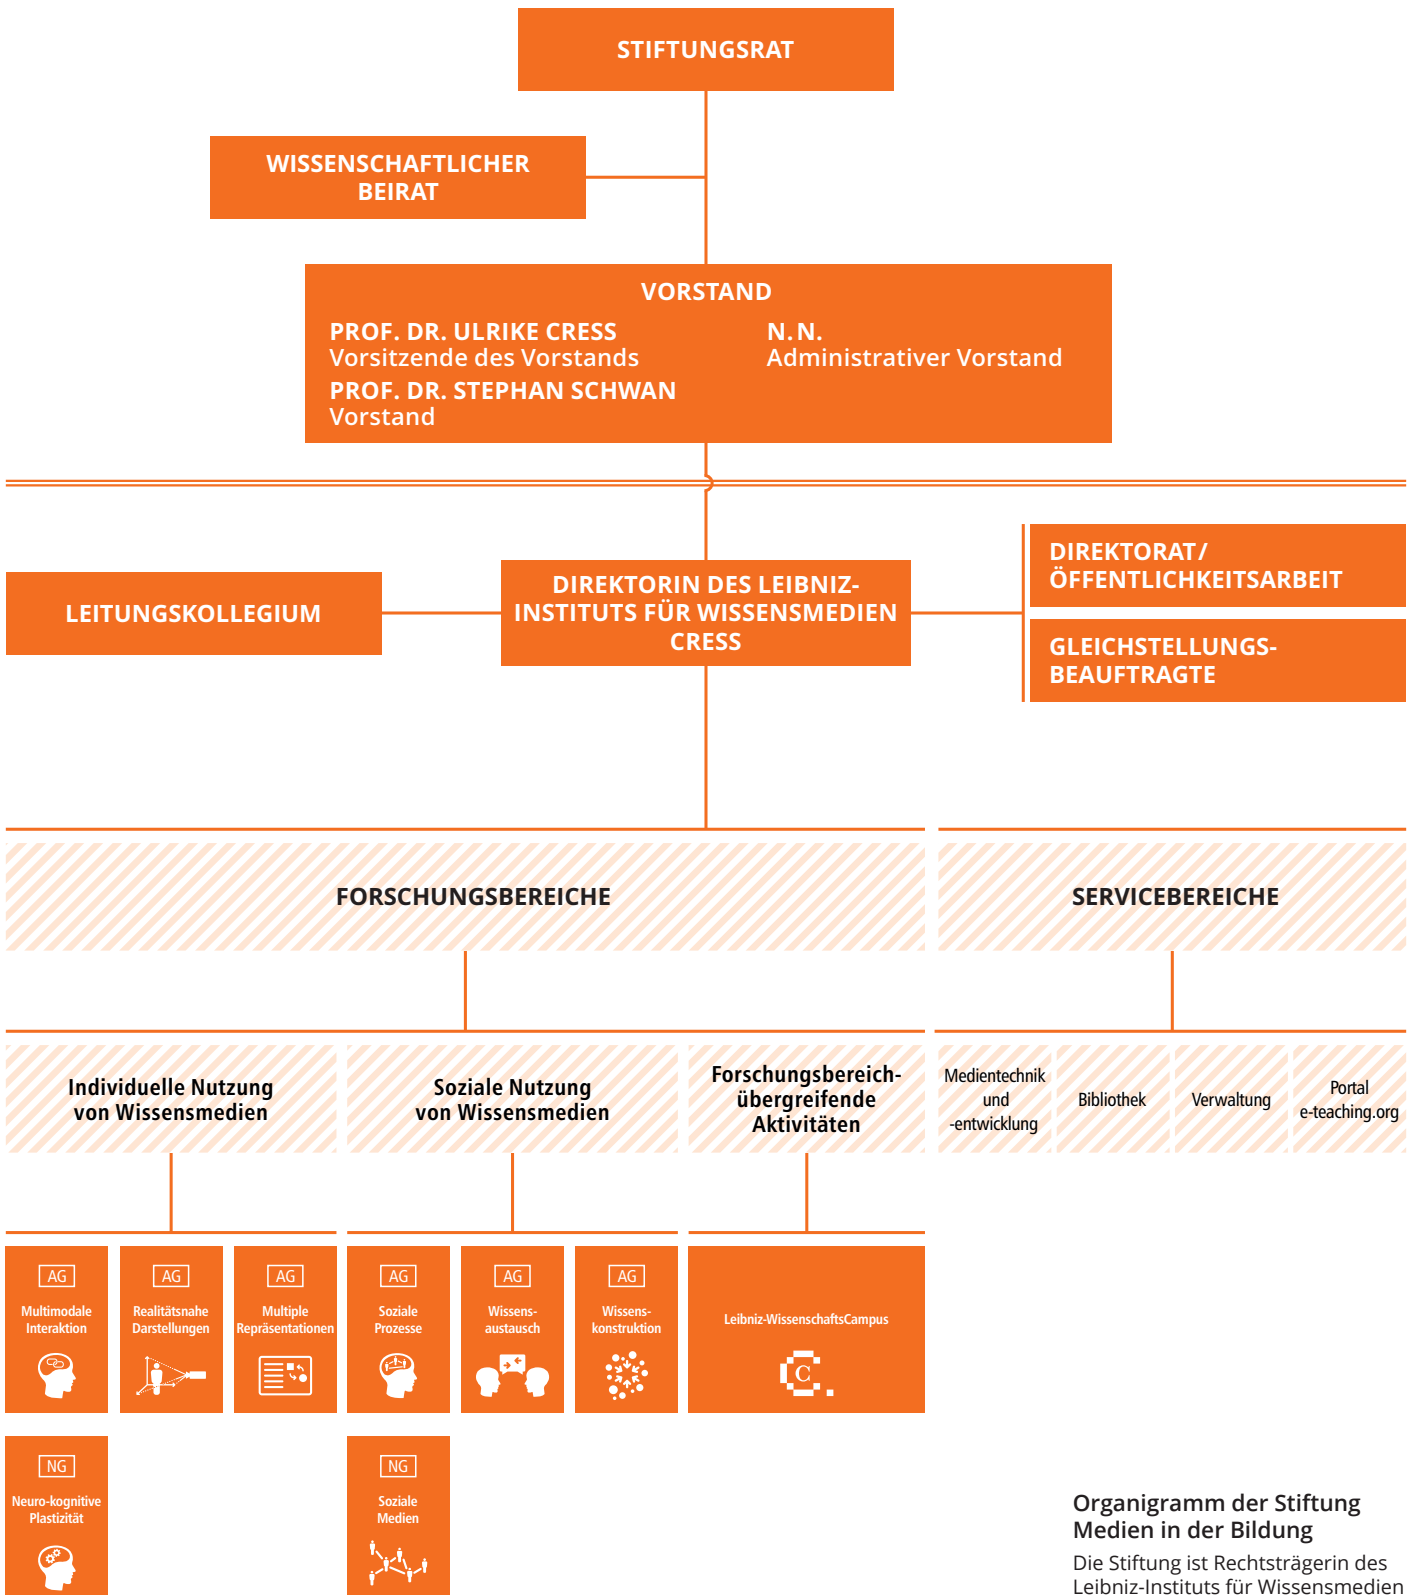 STIFTUNGSRAT
WISSENSCHAFTLICHER
BEIRAT
VORSTAND
PROF. DR. ULRIKE CRESS
Vorsitzende des Vorstands
PROF. DR. STEPHAN SCHWAN
Vorstand
N.N.
Administrativer Vorstand
LEITUNGSKOLLEGIUM
DIREKTORIN DES LEIBNIZ-
INSTITUTS FÜR WISSENSMEDIEN
CRESS
DIREKTORAT/
ÖFFENTLICHKEITSARBEIT
GLEICHSTELLUNGS-
BEAUFTRAGTE
FORSCHUNGSBEREICHE
SERVICEBEREICHE
Individuelle Nutzung
von Wissensmedien
Soziale Nutzung
von Wissensmedien
Forschungsbereich-
übergreifende
Aktivitäten
Medientechnik
und
-entwicklung
Bibliothek
Verwaltung
Portal
e-teaching.org
AG
Multimodale
Interaktion
AG
Realitätsnahe
Darstellungen
AG
Multiple
Repräsentationen
AG
Soziale
Prozesse
AG
Wissens-
austausch
AG
Wissens-
konstruktion
Leibniz-WissenschaftsCampus
C
NG
Neuro-kognitive
Plastizität
NG
Soziale
Medien
Organigramm der Stiftung
Medien in der Bildung
Die Stiftung ist Rechtsträgerin des
Leibniz-Instituts für Wissensmedien